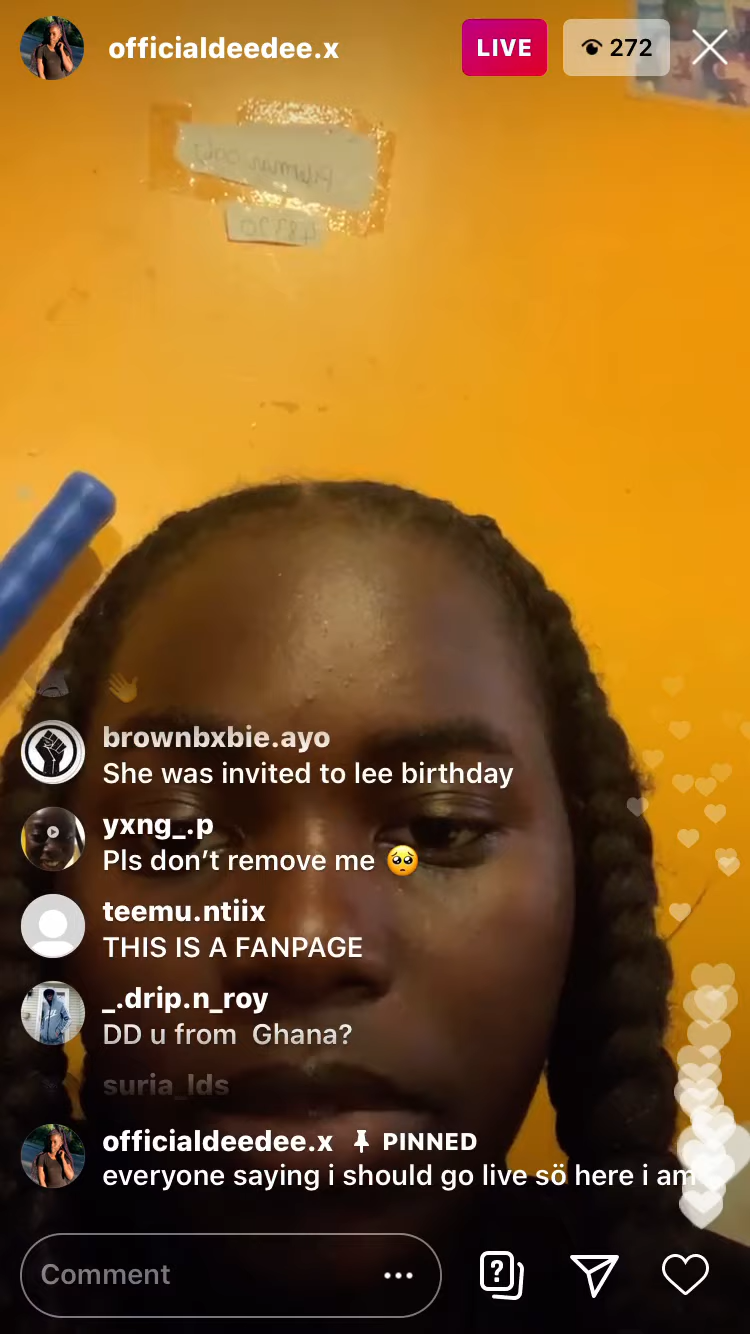 officialdeedee.x
LIVE
272
48320
brownbxbie.ayo
She was invited to lee birthday
yxng_.p
Pls don’t remove me 🥺
teemu.ntiix
THIS IS A FANPAGE
_.drip.n_roy
DD u from Ghana?
suria_lds
officialdeedee.x PINNED
everyone saying i should go live sö here i am
Comment